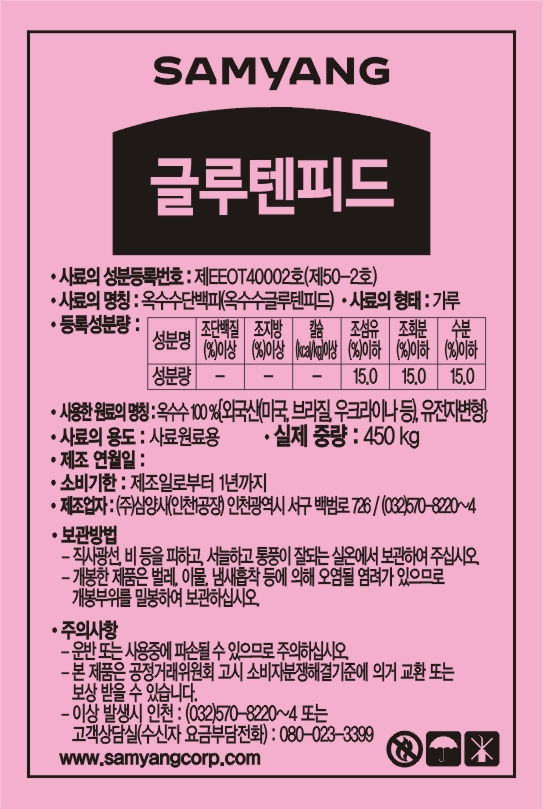 SAMYANG
글루텐피드
• 사료의 성분등록번호 : 제EEOT40002호(제50-2호)
• 사료의 명칭 : 옥수수단백피(옥수수글루텐피드) • 사료의 형태 : 가루
• 등록성분량 :
성분명 조단백질(%)이상 조지방(%)이상 칼슘(kcal/kg)이상 조섬유(%)이하 조회분(%)이하 수분(%)이하
성분량 – – – 15.0 15.0 15.0
• 사용한 원료의 명칭 : 옥수수 100 %{외국산(미국, 브라질, 우크라이나 등), 유전자변형}
• 사료의 용도 : 사료원료용 • 실제 중량 : 450 kg
• 제조 연월일 :
• 소비기한 : 제조일로부터 1년까지
• 제조업자 : (주)삼양사(인천1공장) 인천광역시 서구 백범로 726 / (032)570-8220~4
• 보관방법
– 직사광선, 비 등을 피하고, 서늘하고 통풍이 잘되는 실온에서 보관하여 주십시오.
– 개봉한 제품은 벌레, 이물, 냄새흡착 등에 의해 오염될 염려가 있으므로
개봉부위를 밀봉하여 보관하십시오.
• 주의사항
– 운반 또는 사용중에 파손될 수 있으므로 주의하십시오.
– 본 제품은 공정거래위원회 고시 소비자분쟁해결기준에 의거 교환 또는
보상 받을 수 있습니다.
– 이상 발생시 인천 : (032)570-8220~4 또는
고객상담실(수신자 요금부담전화) : 080-023-3399
www.samyangcorp.com